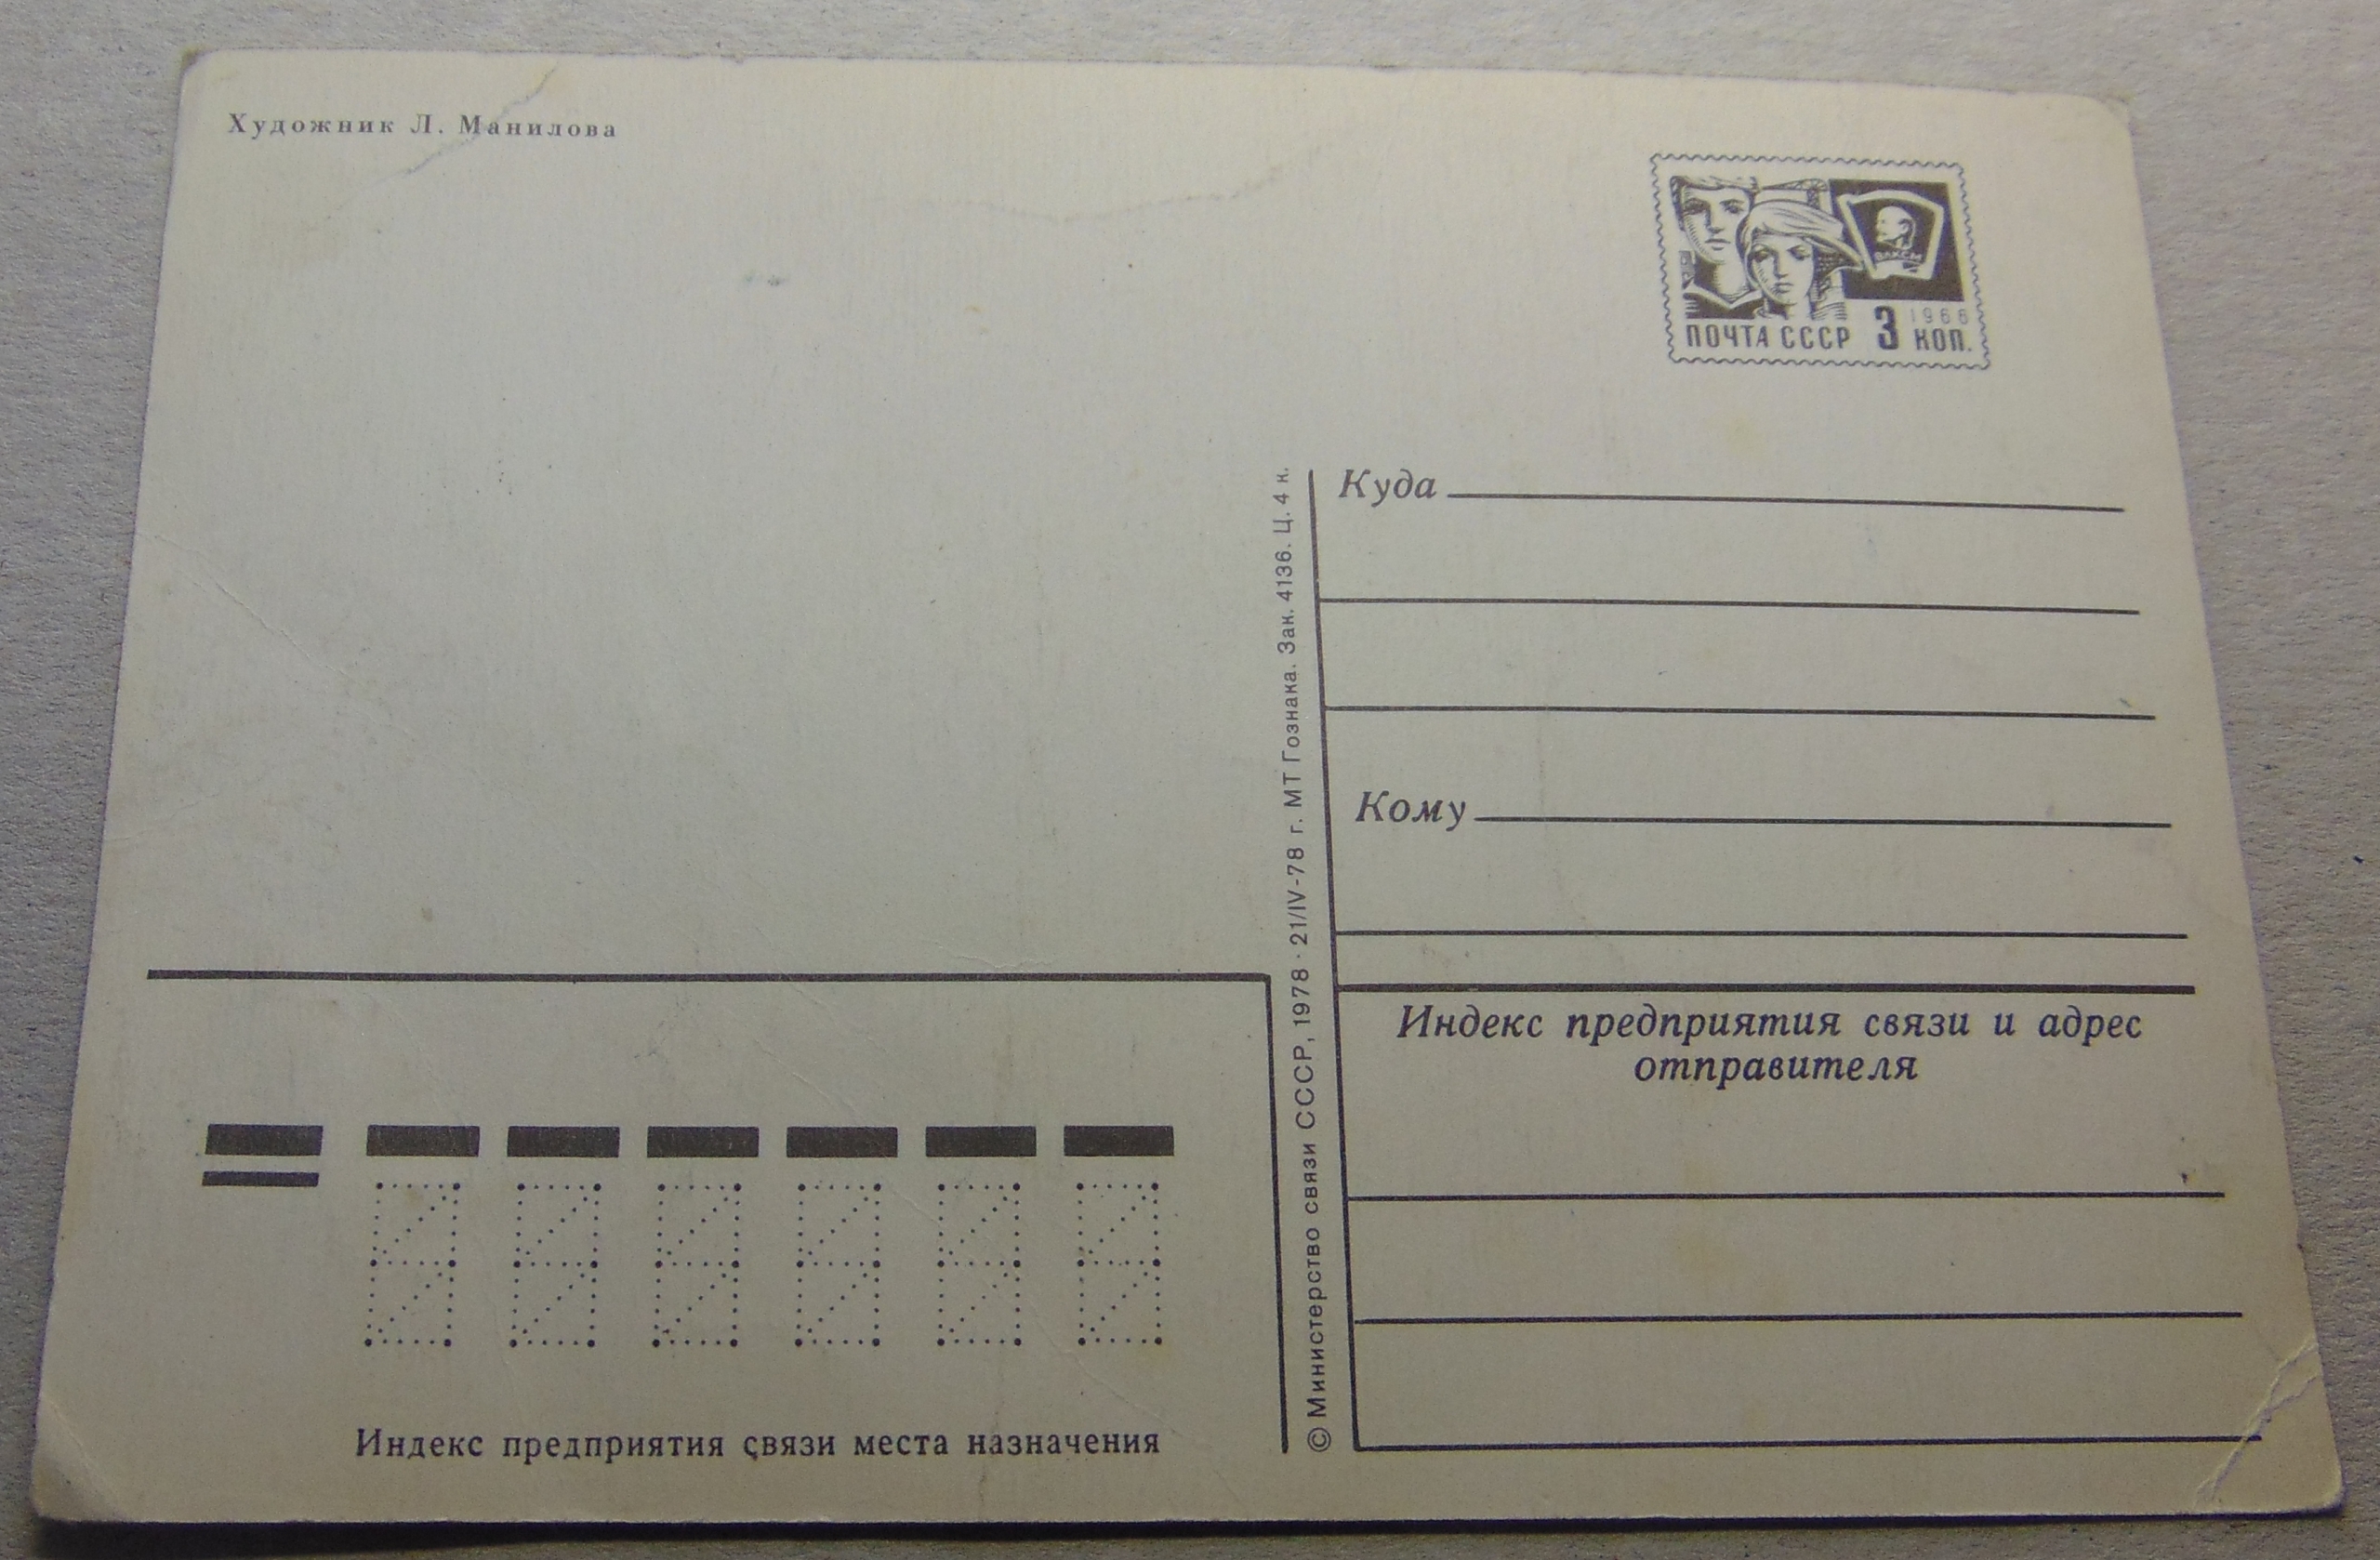 Художник Л. Манилова
ВЛКСМ
1966
ПОЧТА СССР 3 КОП.
Куда
Кому
Индекс предприятия связи и адрес
отправителя
© Министерство связи СССР, 1978 · 21/IV-78 г. МТ Гознака. Зак. 4136. Ц. 4 к.
Индекс предприятия связи места назначения